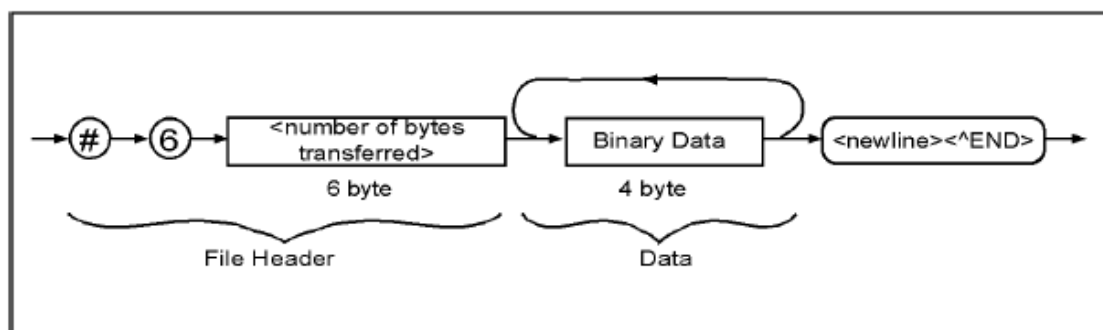 #
6
<number of bytes
transferred>
Binary Data
<newline><^END>
6 byte
4 byte
File Header
Data